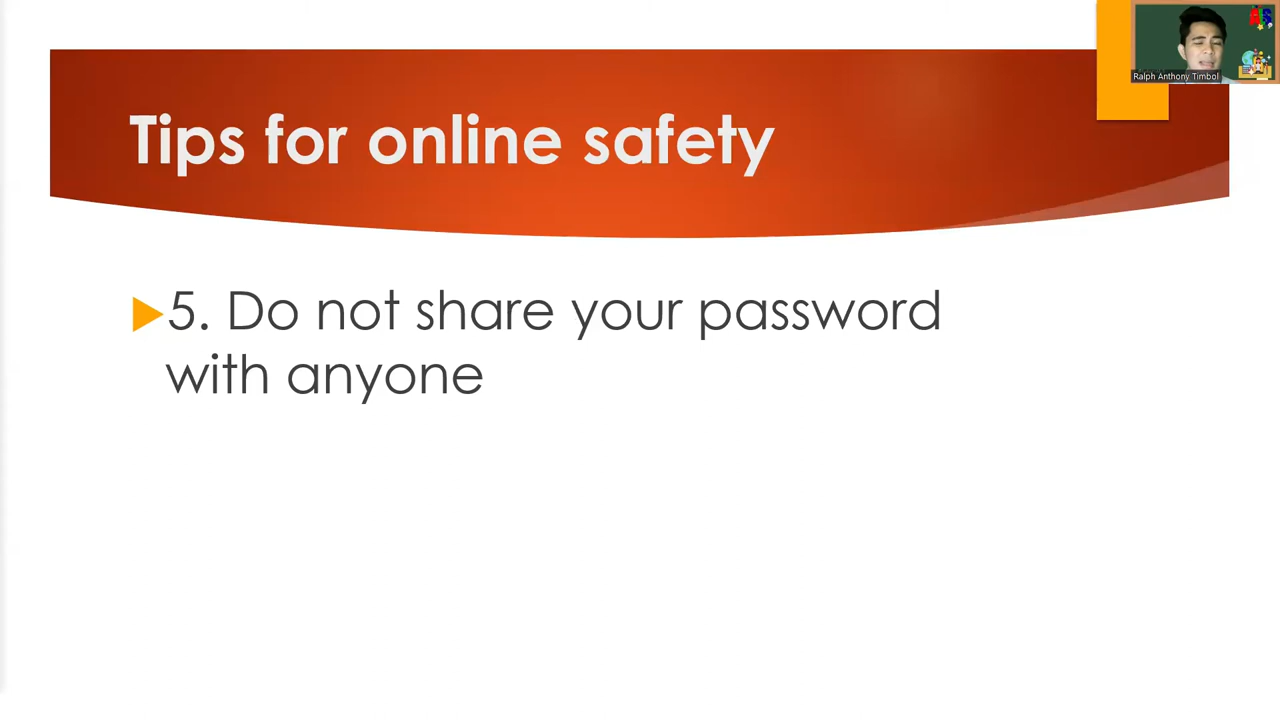 Ralph Anthony Timbol
Tips for online safety
5. Do not share your password
with anyone